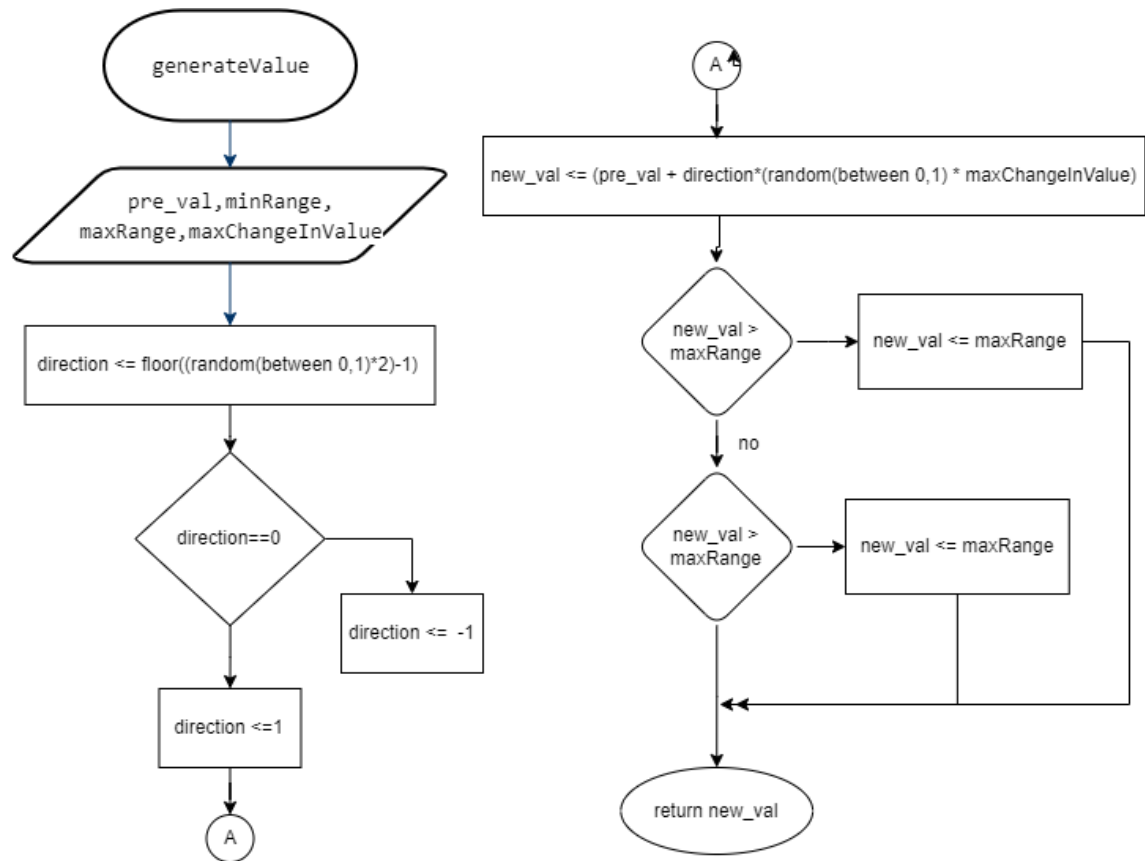 generateValue
pre_val,minRange,
maxRange,maxChangeInValue
direction <= floor((random(between 0,1)*2)-1)
direction==0
direction <=  -1
direction <=1
A
A
new_val <= (pre_val + direction*(random(between 0,1) * maxChangeInValue)
new_val >
maxRange
new_val <= maxRange
no
new_val >
maxRange
new_val <= maxRange
return new_val